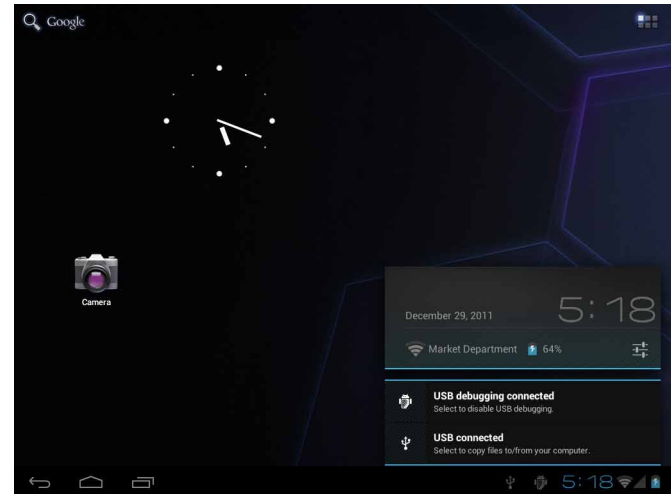 Google
Camera
December 29, 2011
5:18
Market Department
64%
USB debugging connected
Select to disable USB debugging.
USB connected
Select to copy files to/from your computer.
5:18